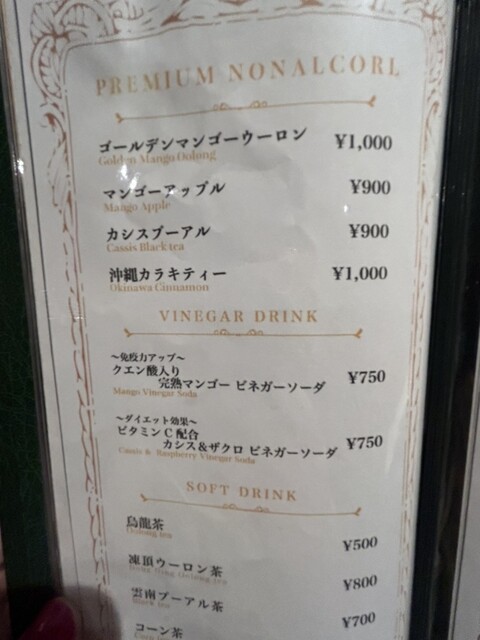 PREMIUM NONALCORL
ゴールデンマンゴーウーロン ¥1,000
Golden Mango Oolong
マンゴーアップル ¥900
Mango Apple
カシスプーアル ¥900
Cassis Black tea
沖縄カラキティー ¥1,000
Okinawa Cinnamon
VINEGAR DRINK
～免疫力アップ～
クエン酸入り
完熟マンゴー ビネガーソーダ ¥750
Mango Vinegar Soda
～ダイエット効果～
ビタミンC配合
カシス&ザクロ ビネガーソーダ ¥750
Cassis & Raspberry Vinegar Soda
SOFT DRINK
烏龍茶 ¥500
Oolong tea
凍頂ウーロン茶 ¥800
Oolong tea
雲南プーアル茶 ¥700
Black tea
コーン茶